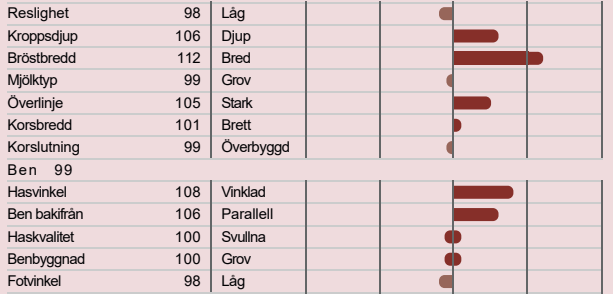 Reslighet 98 Låg
Kroppsdjup 106 Djup
Bröstbredd 112 Bred
Mjölktyp 99 Grov
Överlinje 105 Stark
Korsbredd 101 Brett
Korslutning 99 Överbyggd
Ben 99
Hasvinkel 108 Vinklad
Ben bakifrån 106 Parallell
Haskvalitet 100 Svullna
Benbyggnad 100 Grov
Fotvinkel 98 Låg